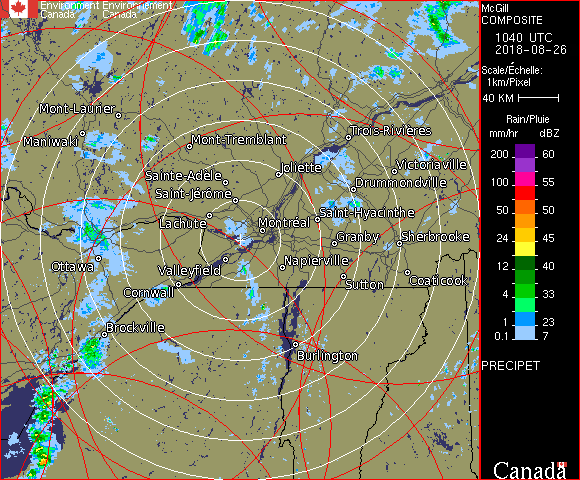 Environment Environnement
Canada Canada
McGill
COMPOSITE
1040 UTC
2018-08-26
Scale/Échelle:
1km/Pixel
40 KM
Rain/Pluie
mm/hr dBZ
200 60
100 55
50 50
24 45
12 40
4 33
1 23
0.1 7
PRECIPET
Canada
Mont-Laurier
Maniwaki
Mont-Tremblant
Trois-Rivières
Joliette
Victoriaville
Sainte-Adèle
Drummondville
Saint-Jérôme
Lachute
Saint-Hyacinthe
Montréal
Granby
Sherbrooke
Ottawa
Valleyfield
Napierville
Cornwall
Sutton
Coaticook
Brockville
Burlington